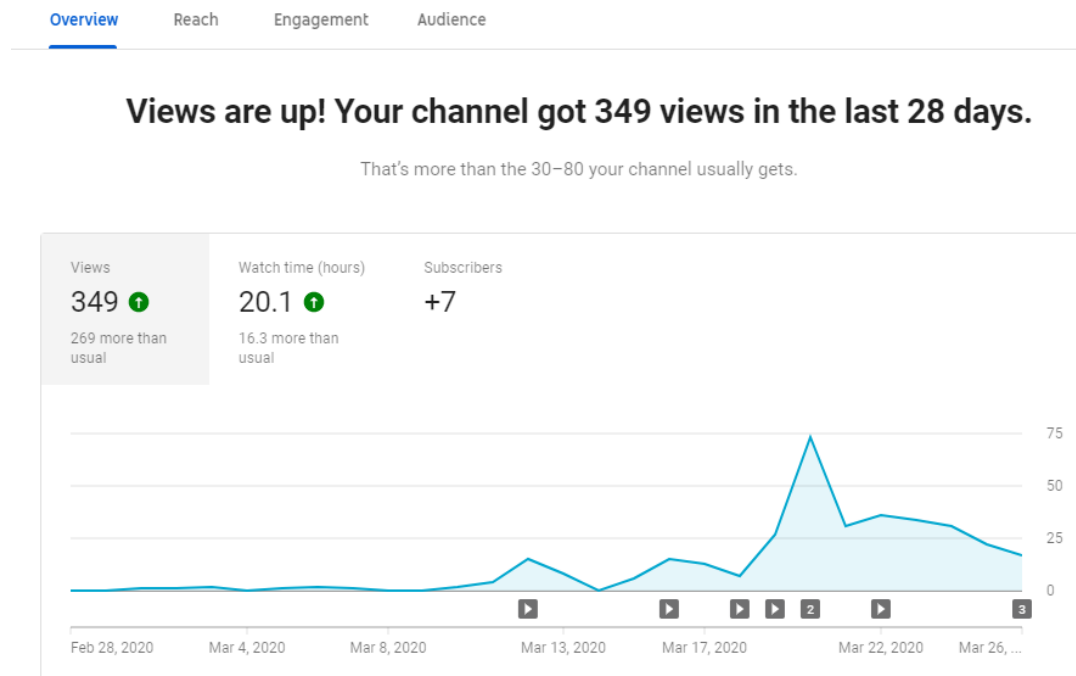 Overview Reach Engagement Audience
Views are up! Your channel got 349 views in the last 28 days.
That's more than the 30–80 your channel usually gets.
Views Watch time (hours) Subscribers
349 20.1 +7
269 more than usual
16.3 more than usual
75
50
25
0
2 3
Feb 28, 2020 Mar 4, 2020 Mar 8, 2020 Mar 13, 2020 Mar 17, 2020 Mar 22, 2020 Mar 26, ...